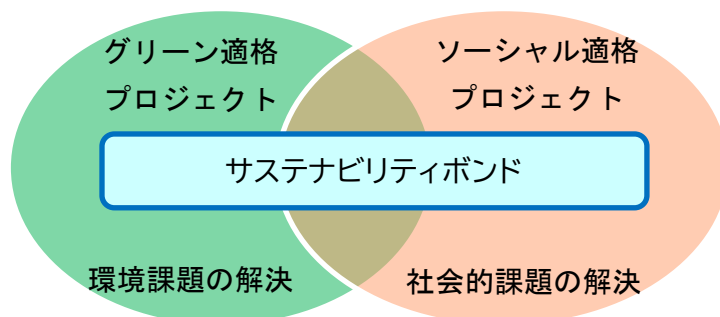 グリーン適格
プロジェクト
ソーシャル適格
プロジェクト
サステナビリティボンド
環境課題の解決
社会的課題の解決